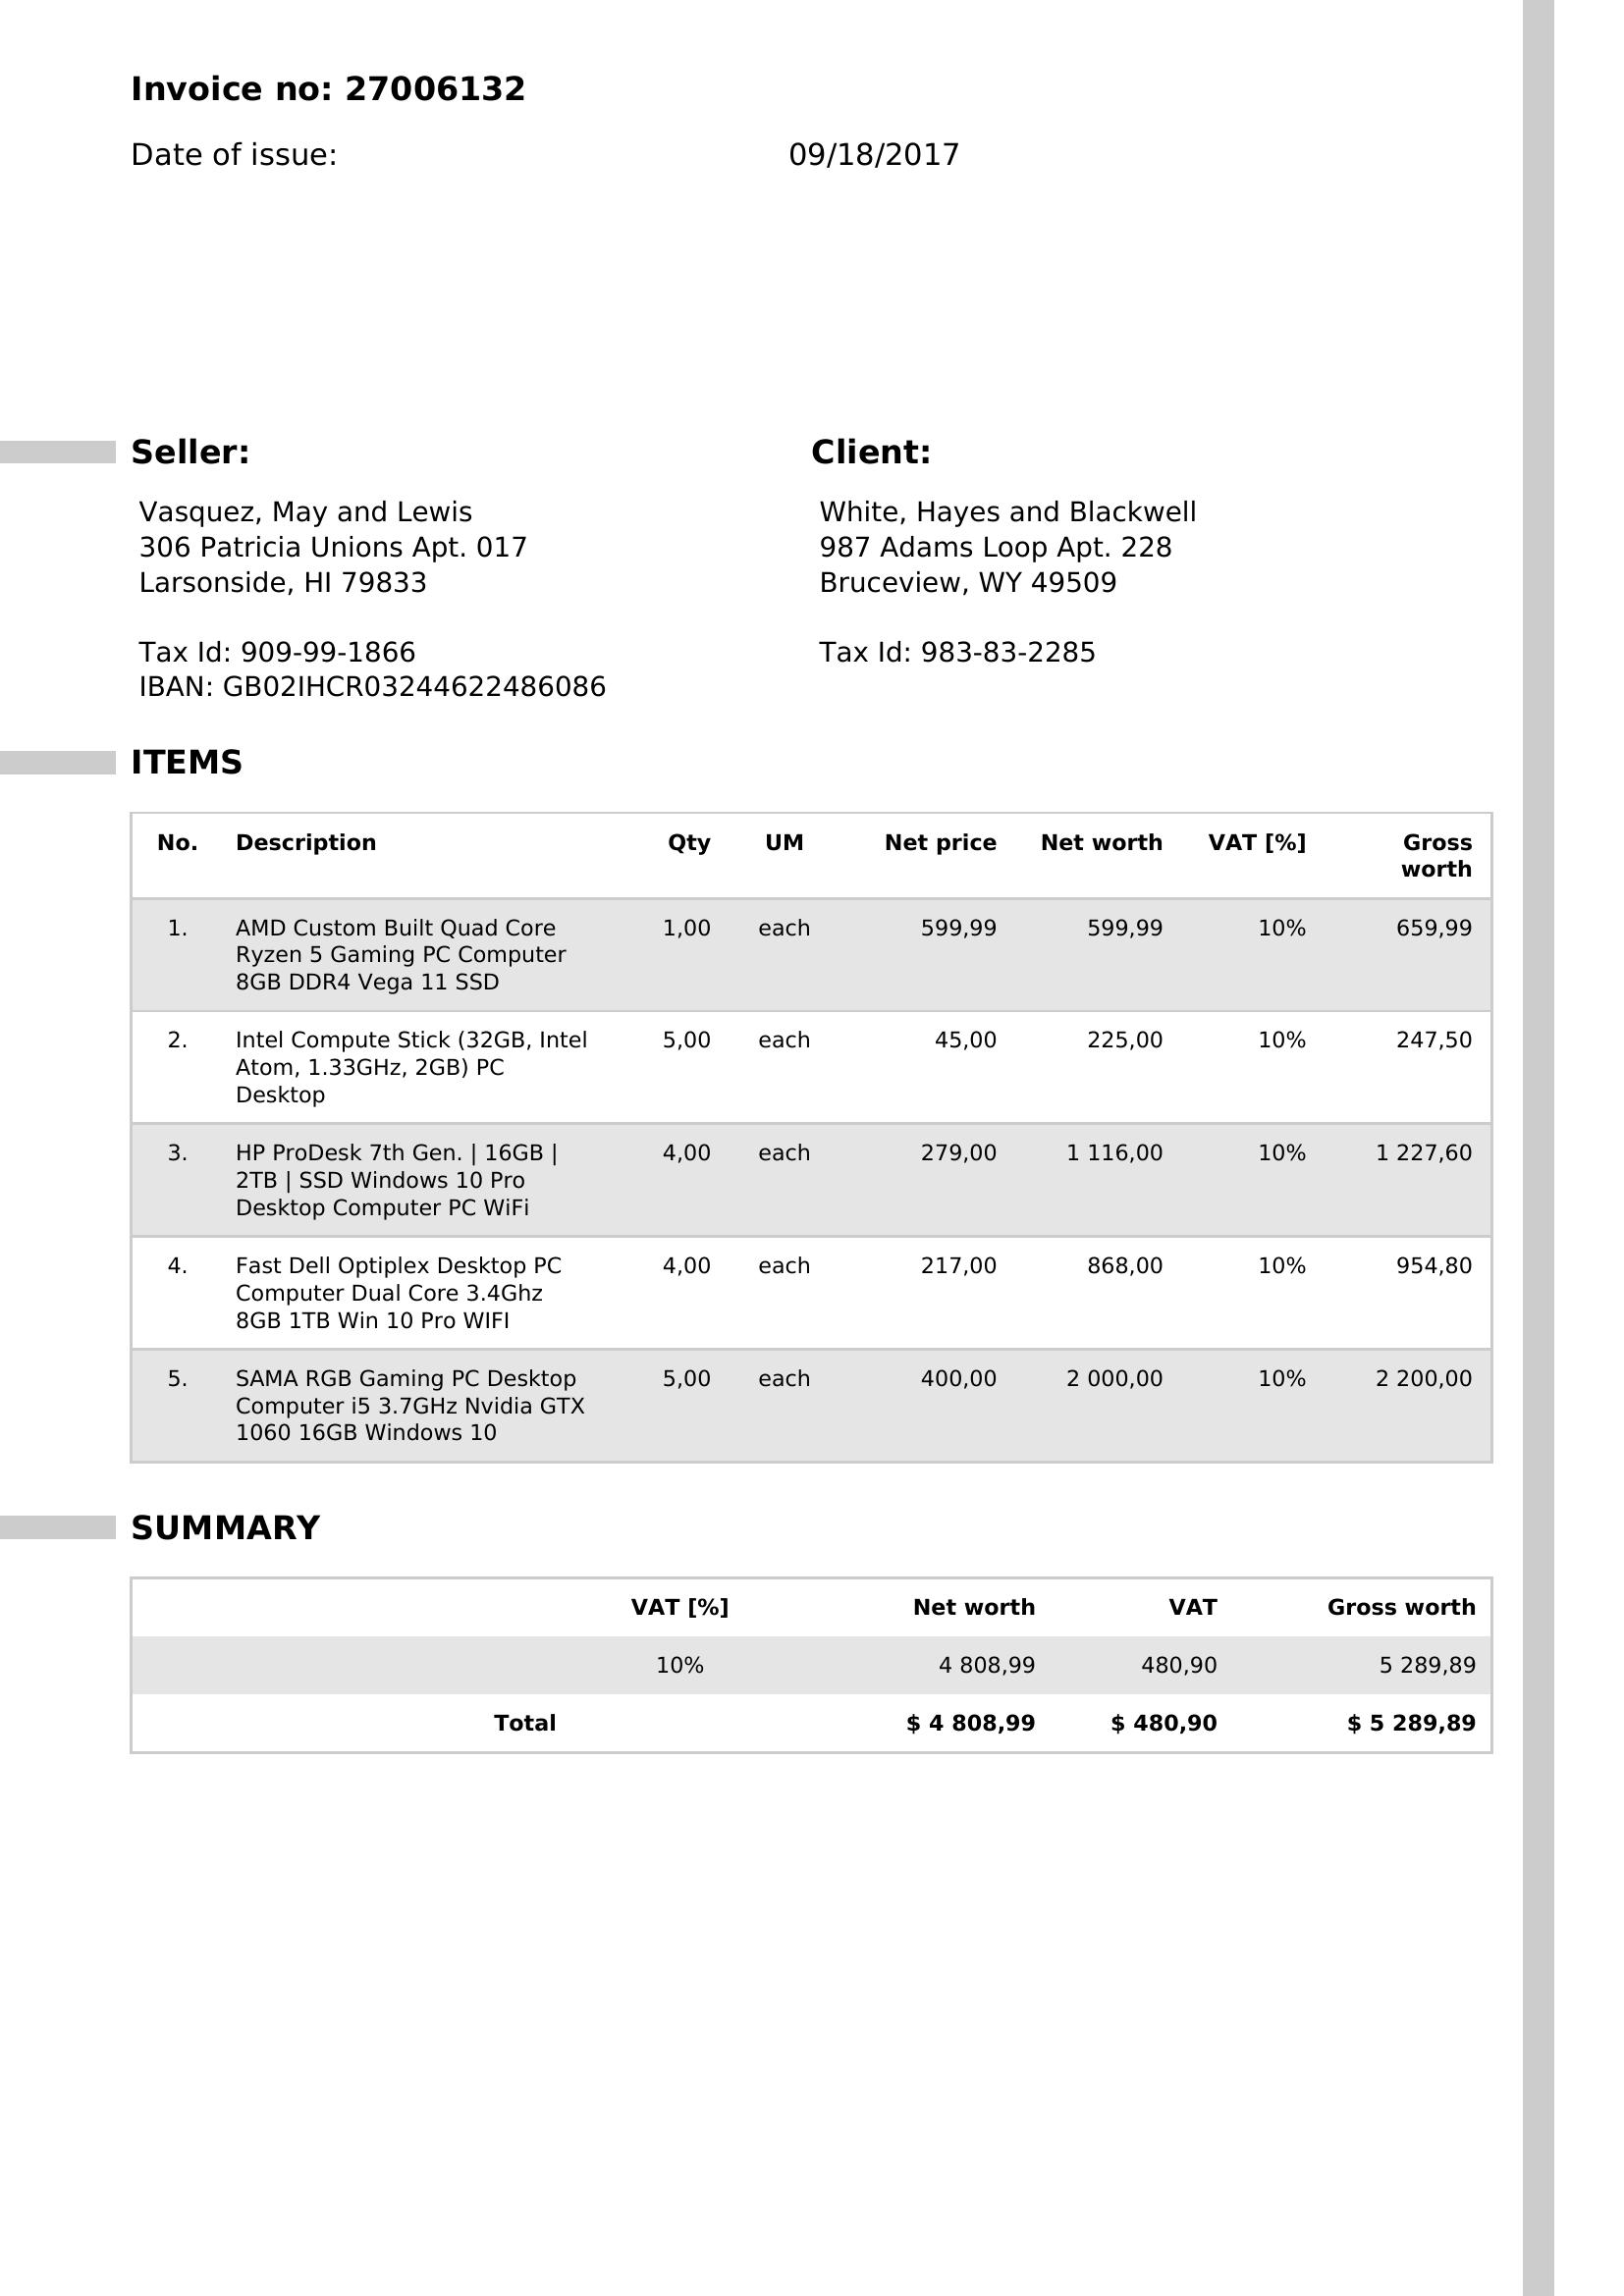 Invoice no: 27006132
Date of issue: 09/18/2017
Seller: Client:
Vasquez, May and Lewis White, Hayes and Blackwell
306 Patricia Unions Apt. 017 987 Adams Loop Apt. 228
Larsonside, HI 79833 Bruceview, WY 49509
Tax Id: 909-99-1866 Tax Id: 983-83-2285
IBAN: GB02IHCR03244622486086
ITEMS
No. Description Qty UM Net price Net worth VAT [%] Gross
worth
1. AMD Custom Built Quad Core 1,00 each 599,99 599,99 10% 659,99
Ryzen 5 Gaming PC Computer
8GB DDR4 Vega 11 SSD
2. Intel Compute Stick (32GB, Intel 5,00 each 45,00 225,00 10% 247,50
Atom, 1.33GHz, 2GB) PC
Desktop
3. HP ProDesk 7th Gen. | 16GB | 4,00 each 279,00 1 116,00 10% 1 227,60
2TB | SSD Windows 10 Pro
Desktop Computer PC WiFi
4. Fast Dell Optiplex Desktop PC 4,00 each 217,00 868,00 10% 954,80
Computer Dual Core 3.4Ghz
8GB 1TB Win 10 Pro WIFI
5. SAMA RGB Gaming PC Desktop 5,00 each 400,00 2 000,00 10% 2 200,00
Computer i5 3.7GHz Nvidia GTX
1060 16GB Windows 10
SUMMARY
VAT [%] Net worth VAT Gross worth
10% 4 808,99 480,90 5 289,89
Total $ 4 808,99 $ 480,90 $ 5 289,89